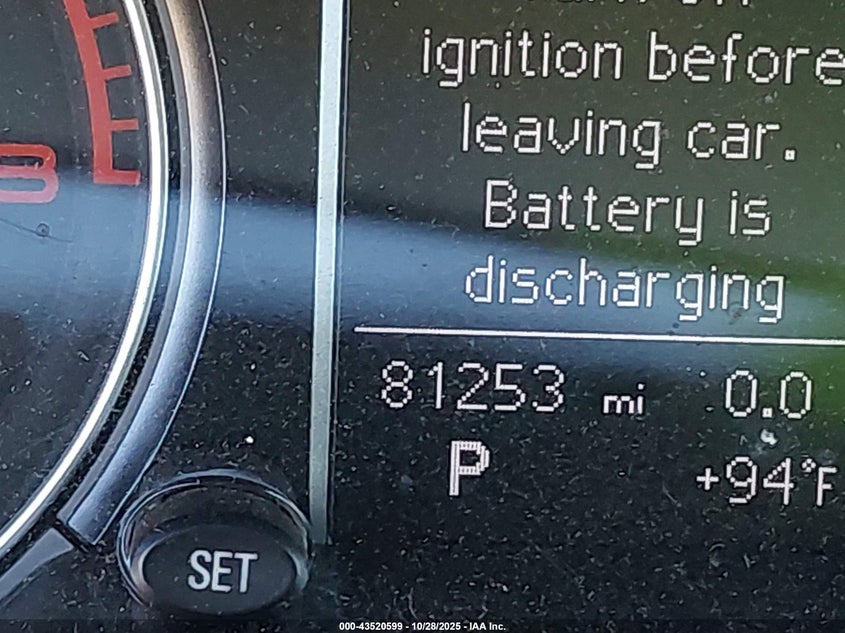 ignition before
leaving car.
Battery is
discharging
81253 mi 0.0
P +94°F
8
SET
000-43520599 - 10/28/2025 - IAA Inc.